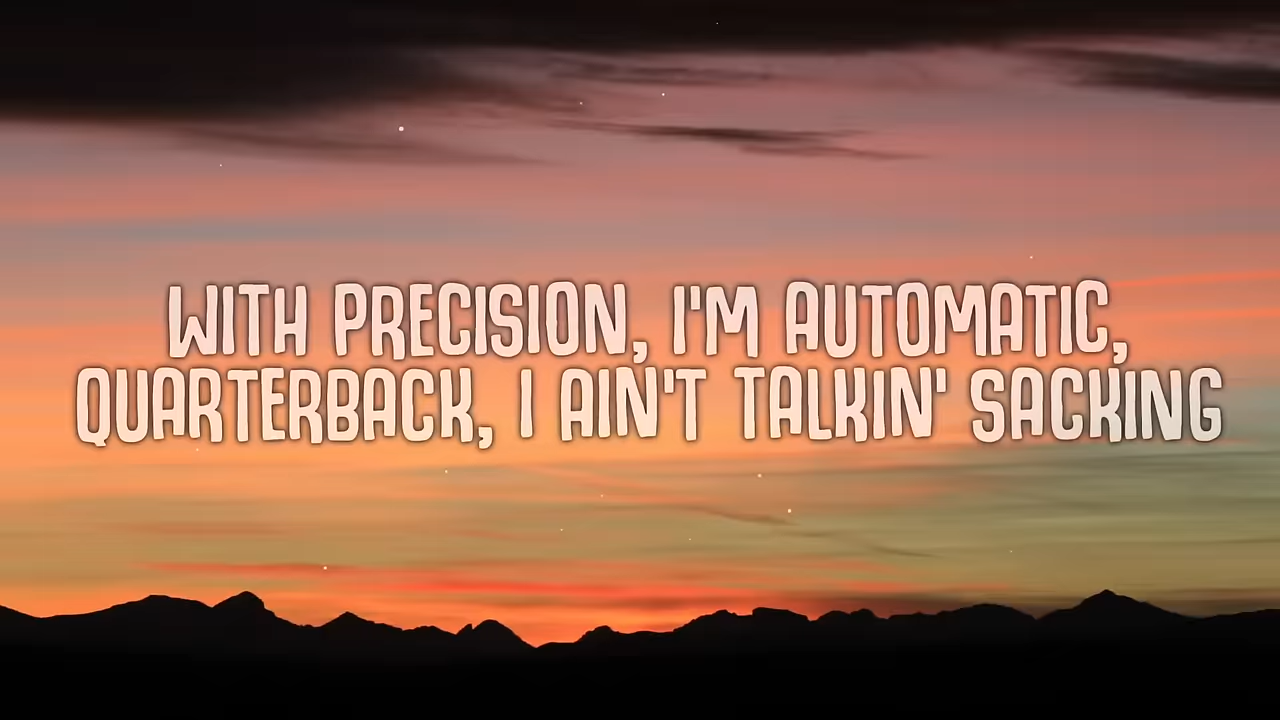 WITH PRECISION, I'M AUTOMATIC,
QUARTERBACK, I AIN'T TALKIN' SACKING